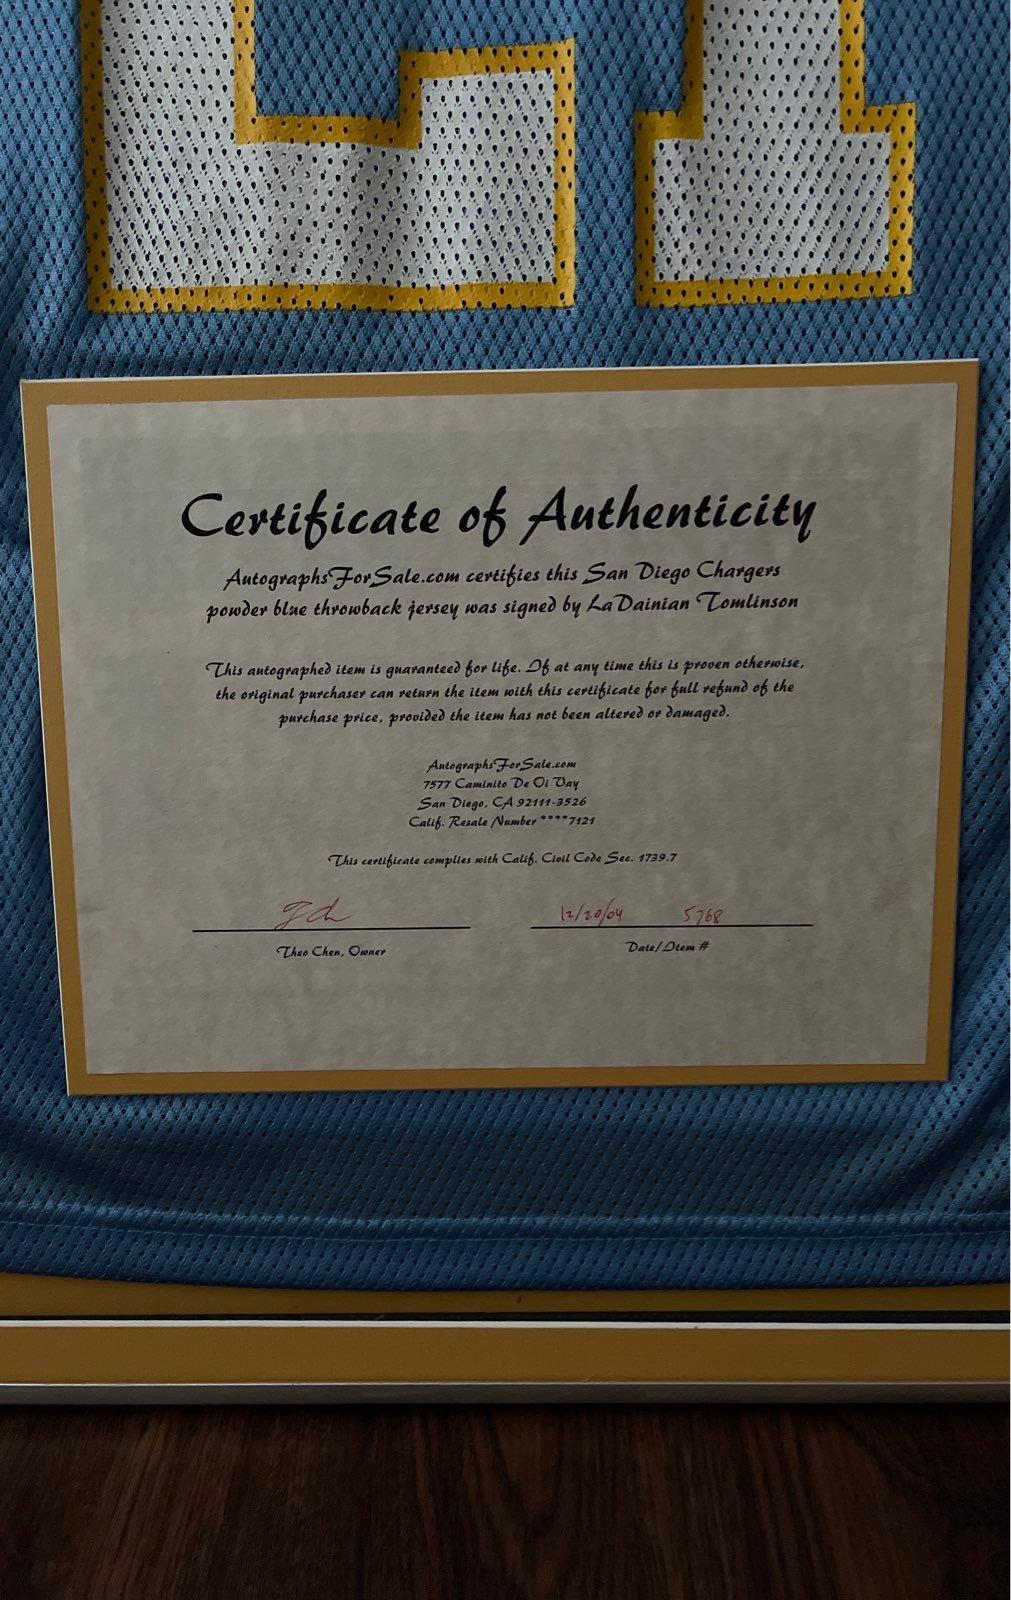 21
Certificate of Authenticity
AutographsForSale.com certifies this San Diego Chargers
powder blue throwback jersey was signed by LaDainian Tomlinson
This autographed item is guaranteed for life. If at any time this is proven otherwise,
the original purchaser can return the item with this certificate for full refund of the
purchase price, provided the item has not been altered or damaged.
AutographsForSale.com
7577 Caminito De Oi Vay
San Diego, CA 92111-3526
Calif. Resale Number ****7121
This certificate complies with Calif. Civil Code Sec. 1739.7
12/20/04 5768
Theo Chen, Owner Date/Item #